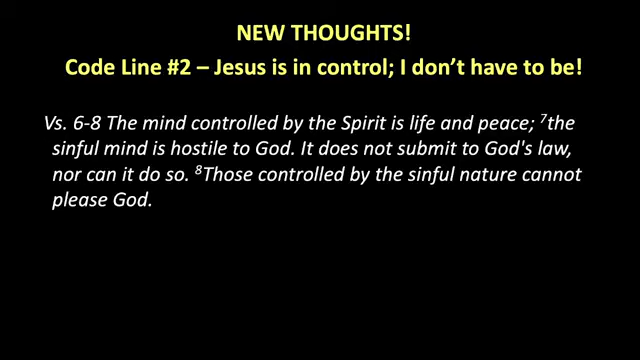 NEW THOUGHTS!
Code Line #2 – Jesus is in control; I don’t have to be!
Vs. 6-8 The mind controlled by the Spirit is life and peace; ⁷the
sinful mind is hostile to God. It does not submit to God's law,
nor can it do so. ⁸Those controlled by the sinful nature cannot
please God.